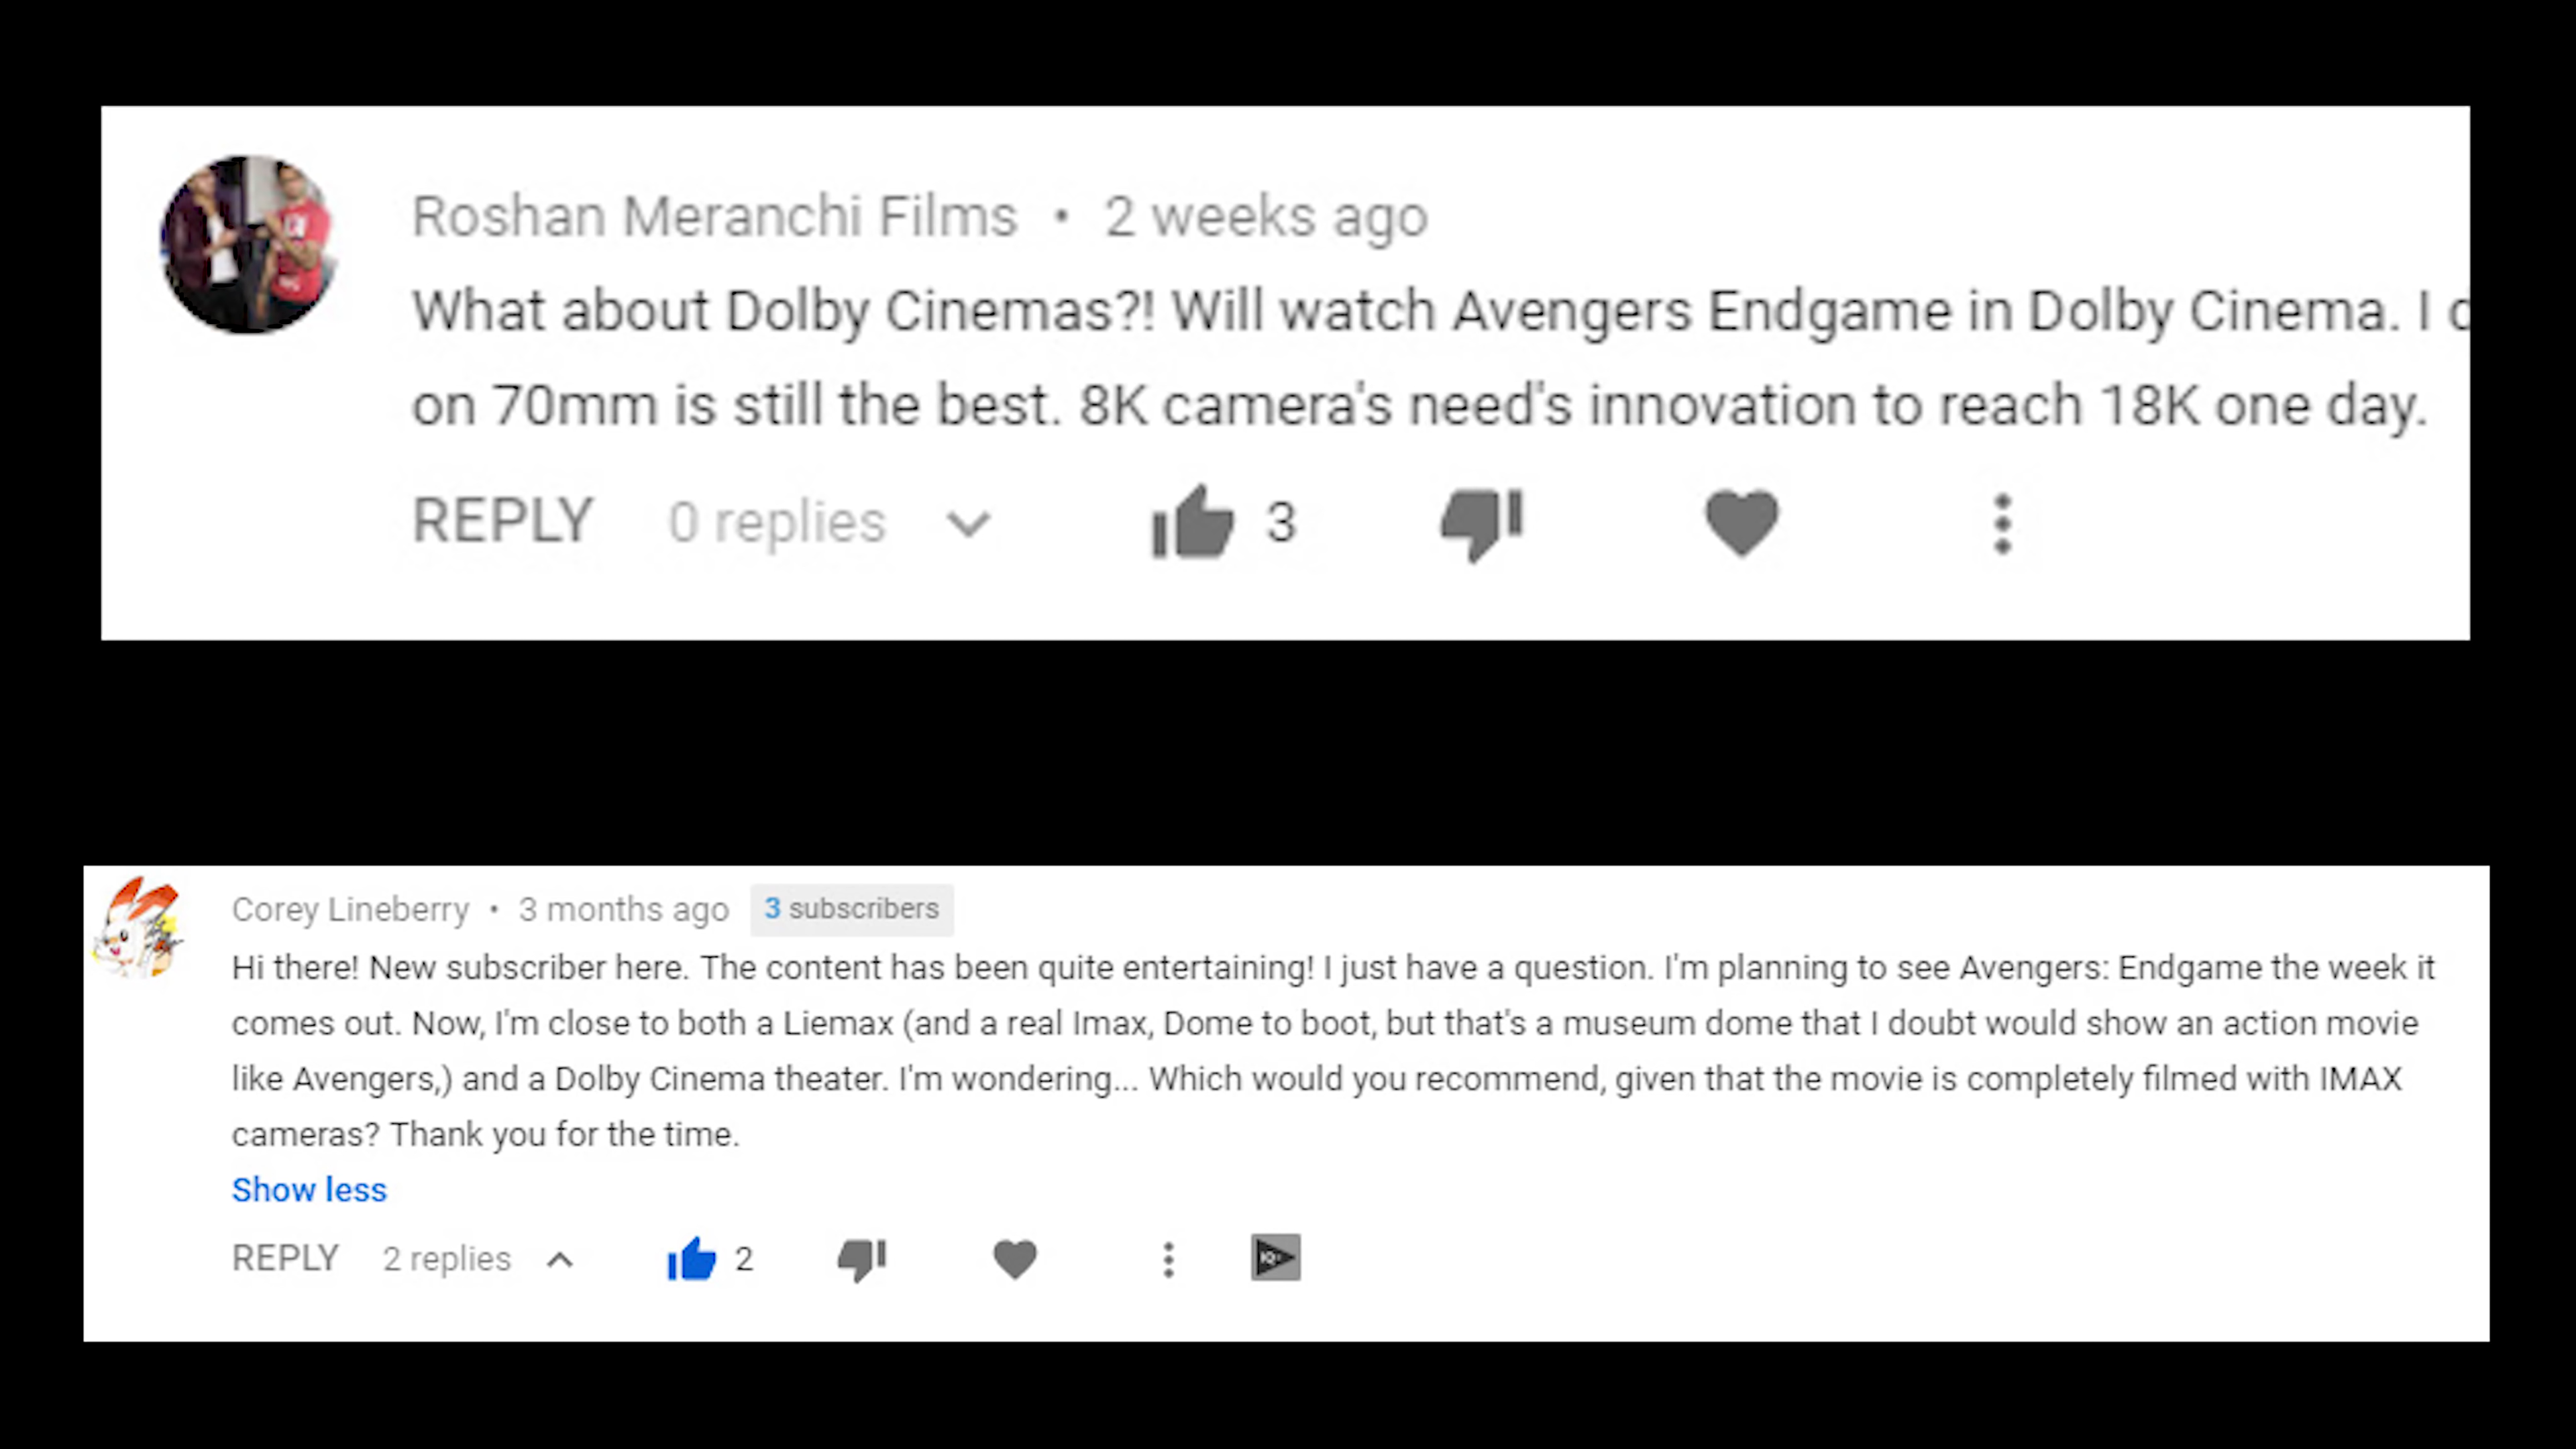 Roshan Meranchi Films • 2 weeks ago
What about Dolby Cinemas?! Will watch Avengers Endgame in Dolby Cinema. I
on 70mm is still the best. 8K camera's need's innovation to reach 18K one day.
REPLY 0 replies 3
Corey Lineberry • 3 months ago 3 subscribers
Hi there! New subscriber here. The content has been quite entertaining! I just have a question. I'm planning to see Avengers: Endgame the week it
comes out. Now, I'm close to both a Liemax (and a real Imax, Dome to boot, but that's a museum dome that I doubt would show an action movie
like Avengers,) and a Dolby Cinema theater. I'm wondering... Which would you recommend, given that the movie is completely filmed with IMAX
cameras? Thank you for the time.
Show less
REPLY 2 replies 2